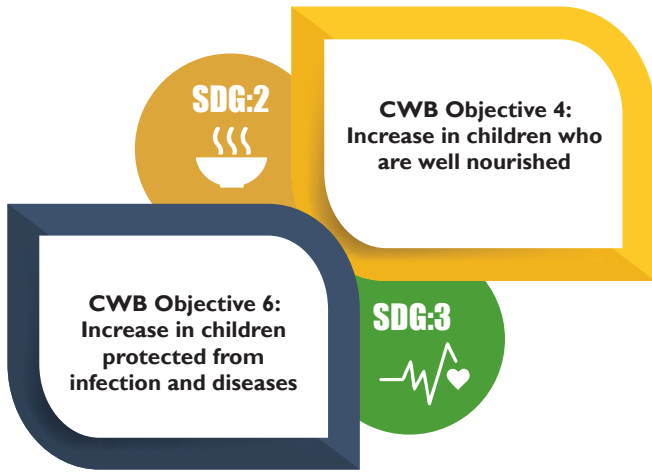 SDG:2
CWB Objective 4:
Increase in children who
are well nourished
CWB Objective 6:
Increase in children
protected from
infection and diseases
SDG:3